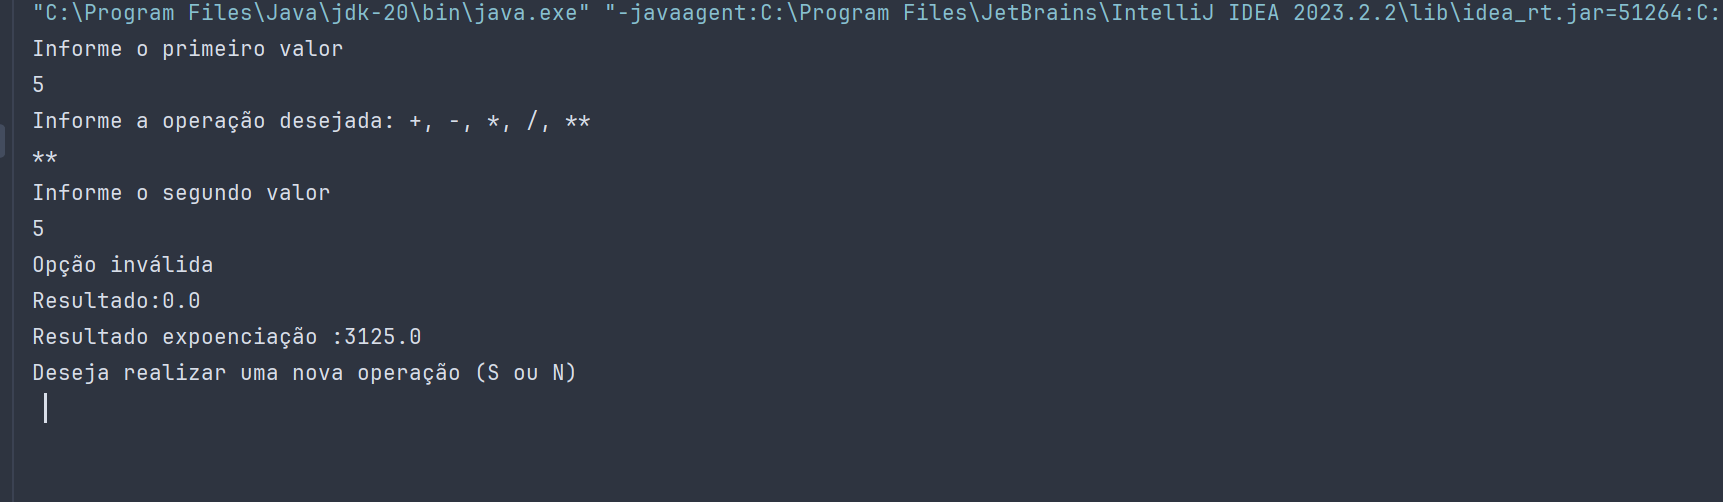 "C:\Program Files\Java\jdk-20\bin\java.exe" "-javaagent:C:\Program Files\JetBrains\IntelliJ IDEA 2023.2.2\lib\idea_rt.jar=51264:C:
Informe o primeiro valor
5
Informe a operação desejada: +, -, *, /, **
**
Informe o segundo valor
5
Opção inválida
Resultado:0.0
Resultado expoenciação :3125.0
Deseja realizar uma nova operação (S ou N)